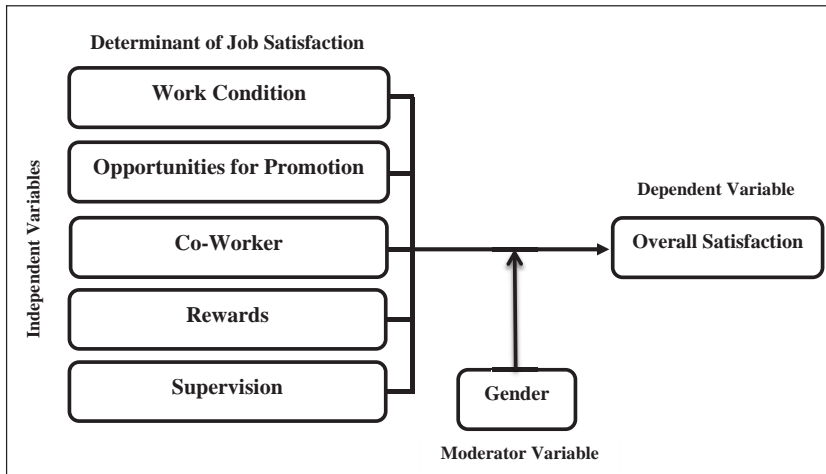 Determinant of Job Satisfaction
Independent Variables
Work Condition
Opportunities for Promotion
Co-Worker
Rewards
Supervision
Dependent Variable
Overall Satisfaction
Gender
Moderator Variable